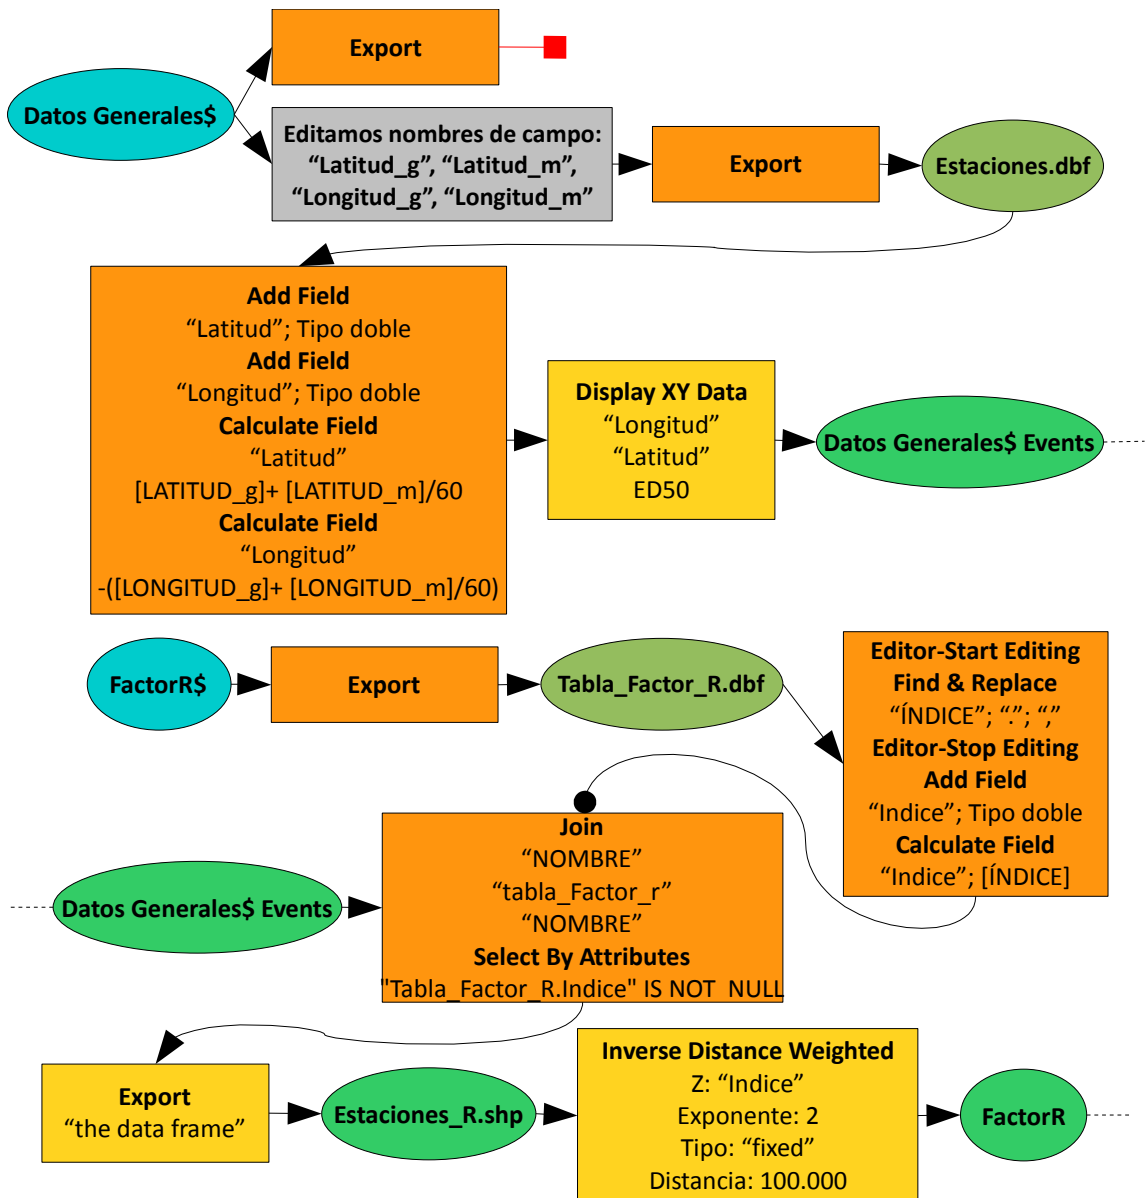 Export
Datos Generales$
Editamos nombres de campo:
“Latitud_g”, “Latitud_m”,
“Longitud_g”, “Longitud_m”
Export
Estaciones.dbf
Add Field
“Latitud”; Tipo doble
Add Field
“Longitud”; Tipo doble
Calculate Field
“Latitud”
[LATITUD_g]+ [LATITUD_m]/60
Calculate Field
“Longitud”
-([LONGITUD_g]+ [LONGITUD_m]/60)
Display XY Data
“Longitud”
“Latitud”
ED50
Datos Generales$ Events
FactorR$
Export
Tabla_Factor_R.dbf
Editor-Start Editing
Find & Replace
“ÍNDICE”; “.”; “,”
Editor-Stop Editing
Add Field
“Indice”; Tipo doble
Calculate Field
“Indice”; [ÍNDICE]
Datos Generales$ Events
Join
“NOMBRE”
“tabla_Factor_r”
“NOMBRE”
Select By Attributes
"Tabla_Factor_R.Indice" IS NOT NULL
Export
“the data frame”
Estaciones_R.shp
Inverse Distance Weighted
Z: “Indice”
Exponente: 2
Tipo: “fixed”
Distancia: 100.000
FactorR